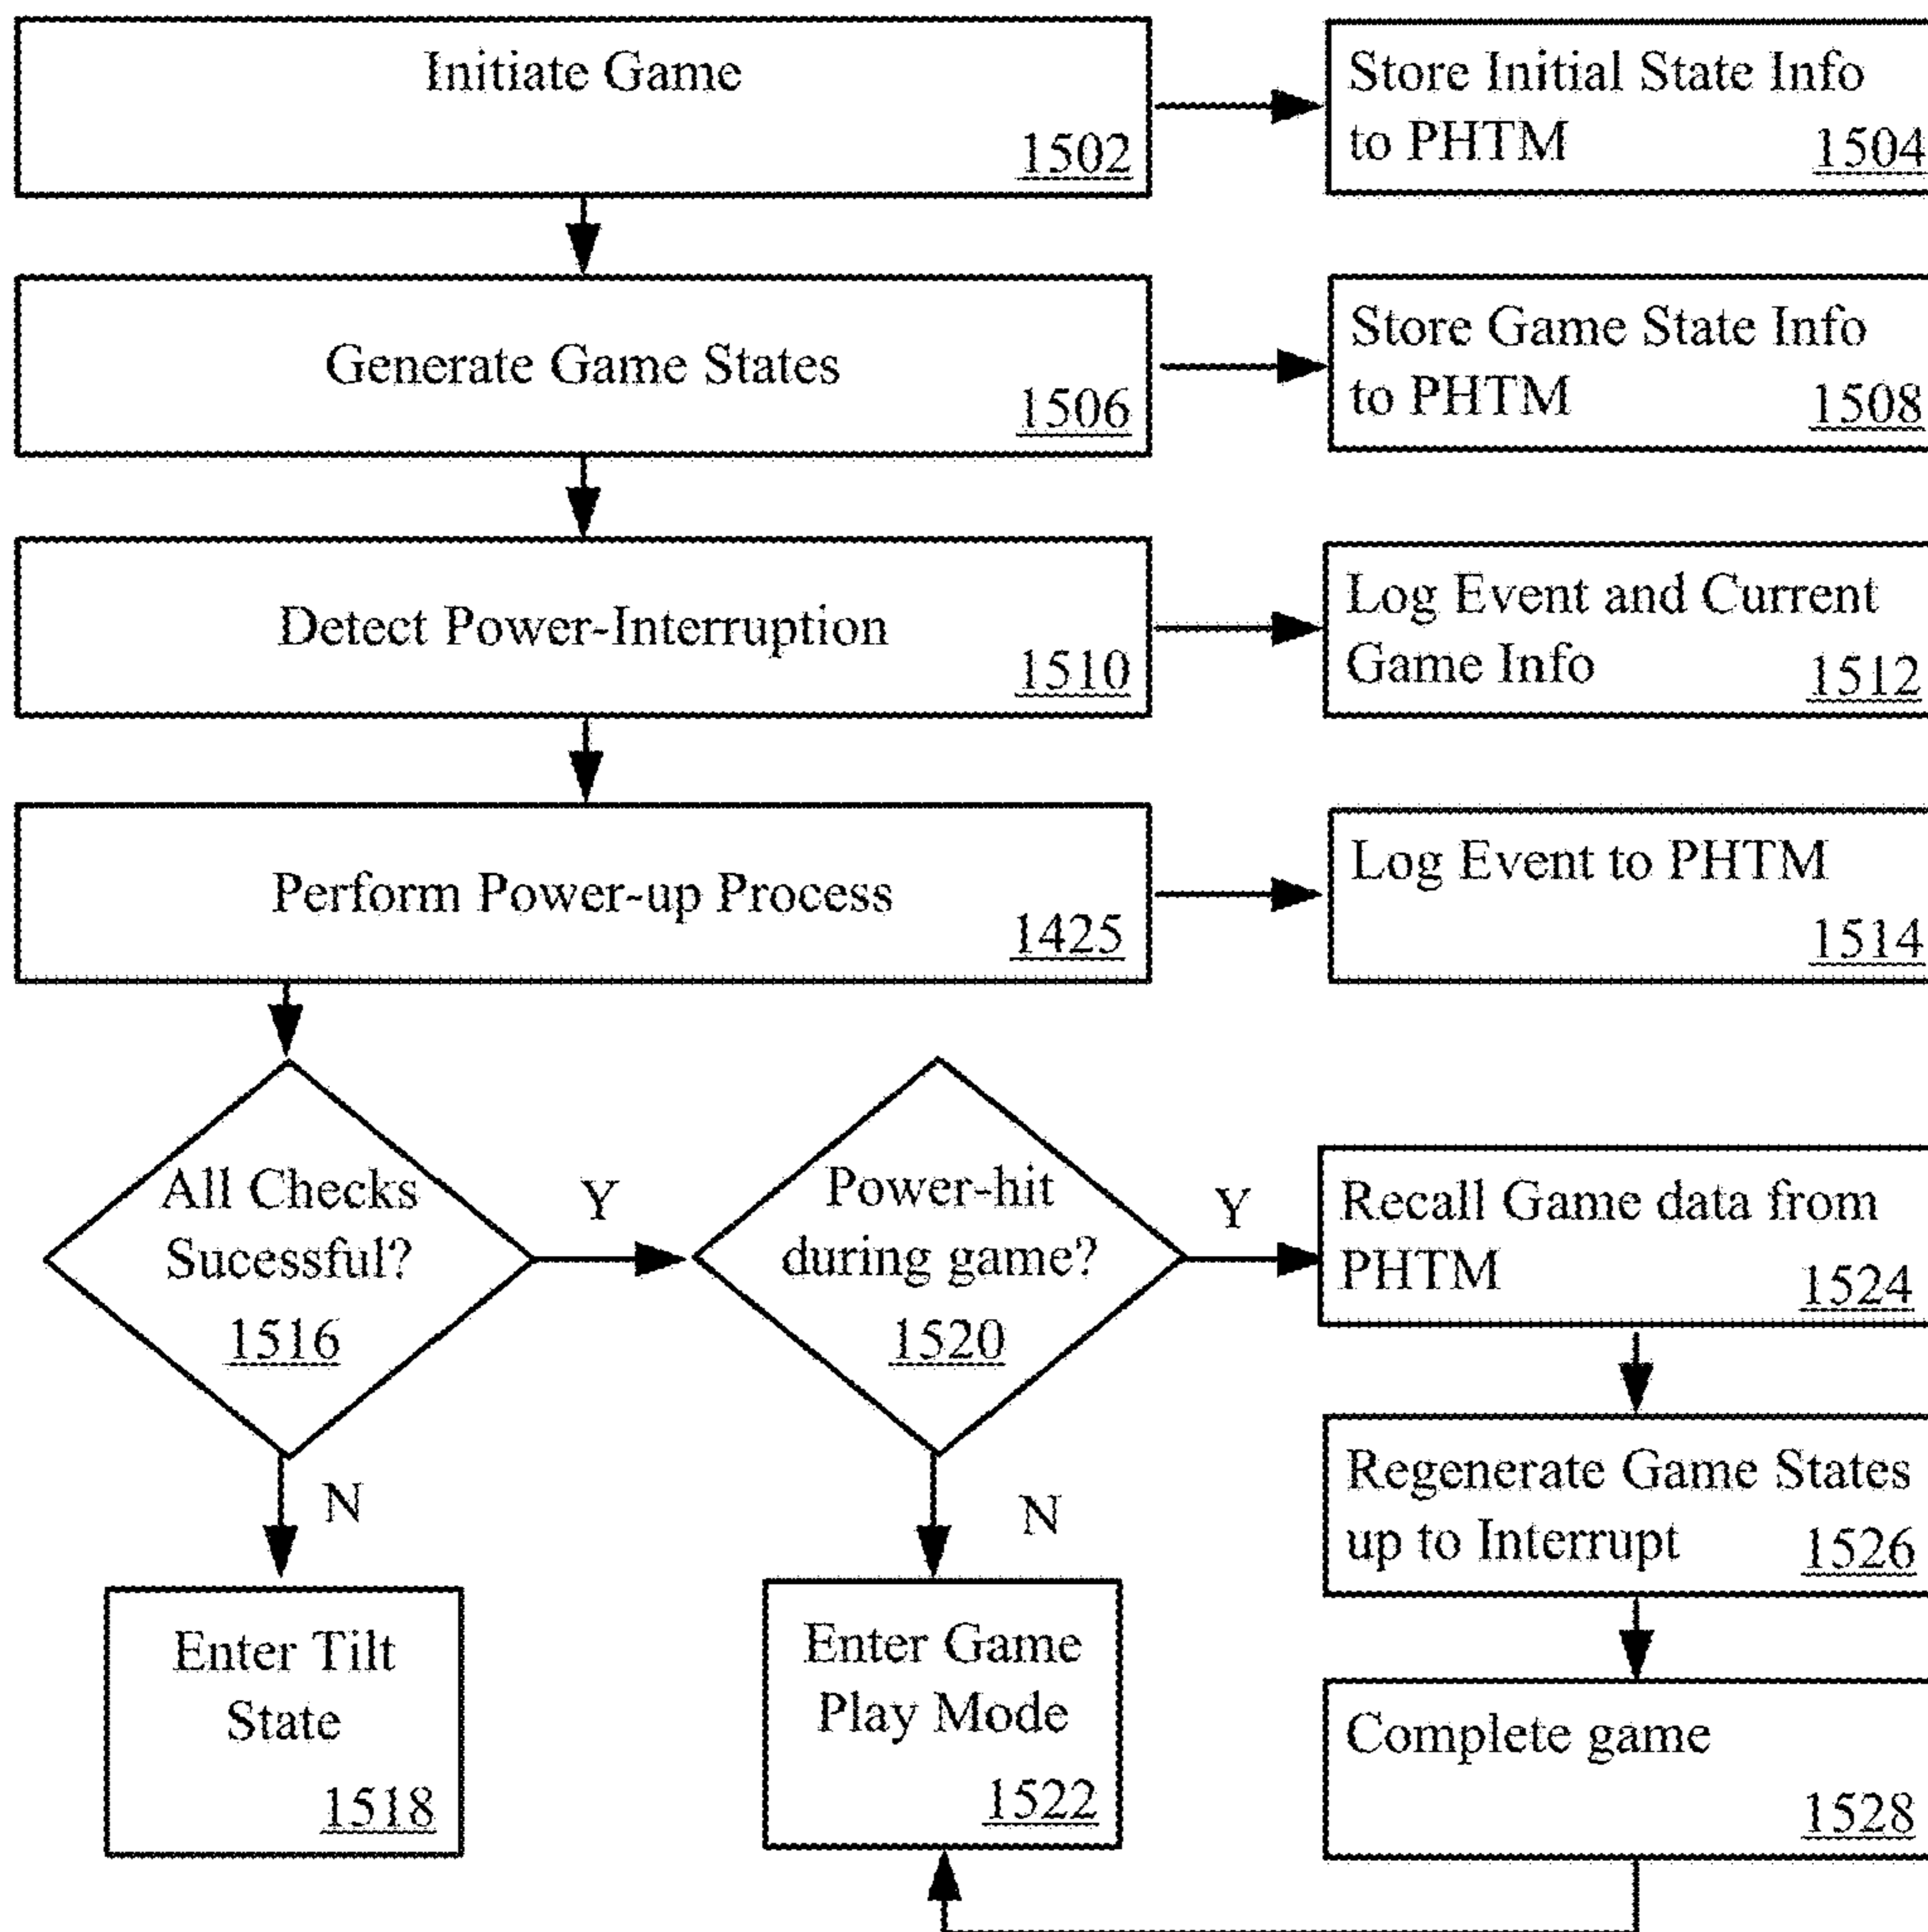 Initiate Game
1502
Store Initial State Info
to PHTM
1504
Generate Game States
1506
Store Game State Info
to PHTM
1508
Detect Power-Interruption
1510
Log Event and Current
Game Info
1512
Perform Power-up Process
1425
Log Event to PHTM
1514
All Checks
Sucessful?
1516
Y
N
Power-hit
during game?
1520
Y
N
Recall Game data from
PHTM
1524
Regenerate Game States
up to Interrupt
1526
Enter Tilt
State
1518
Enter Game
Play Mode
1522
Complete game
1528